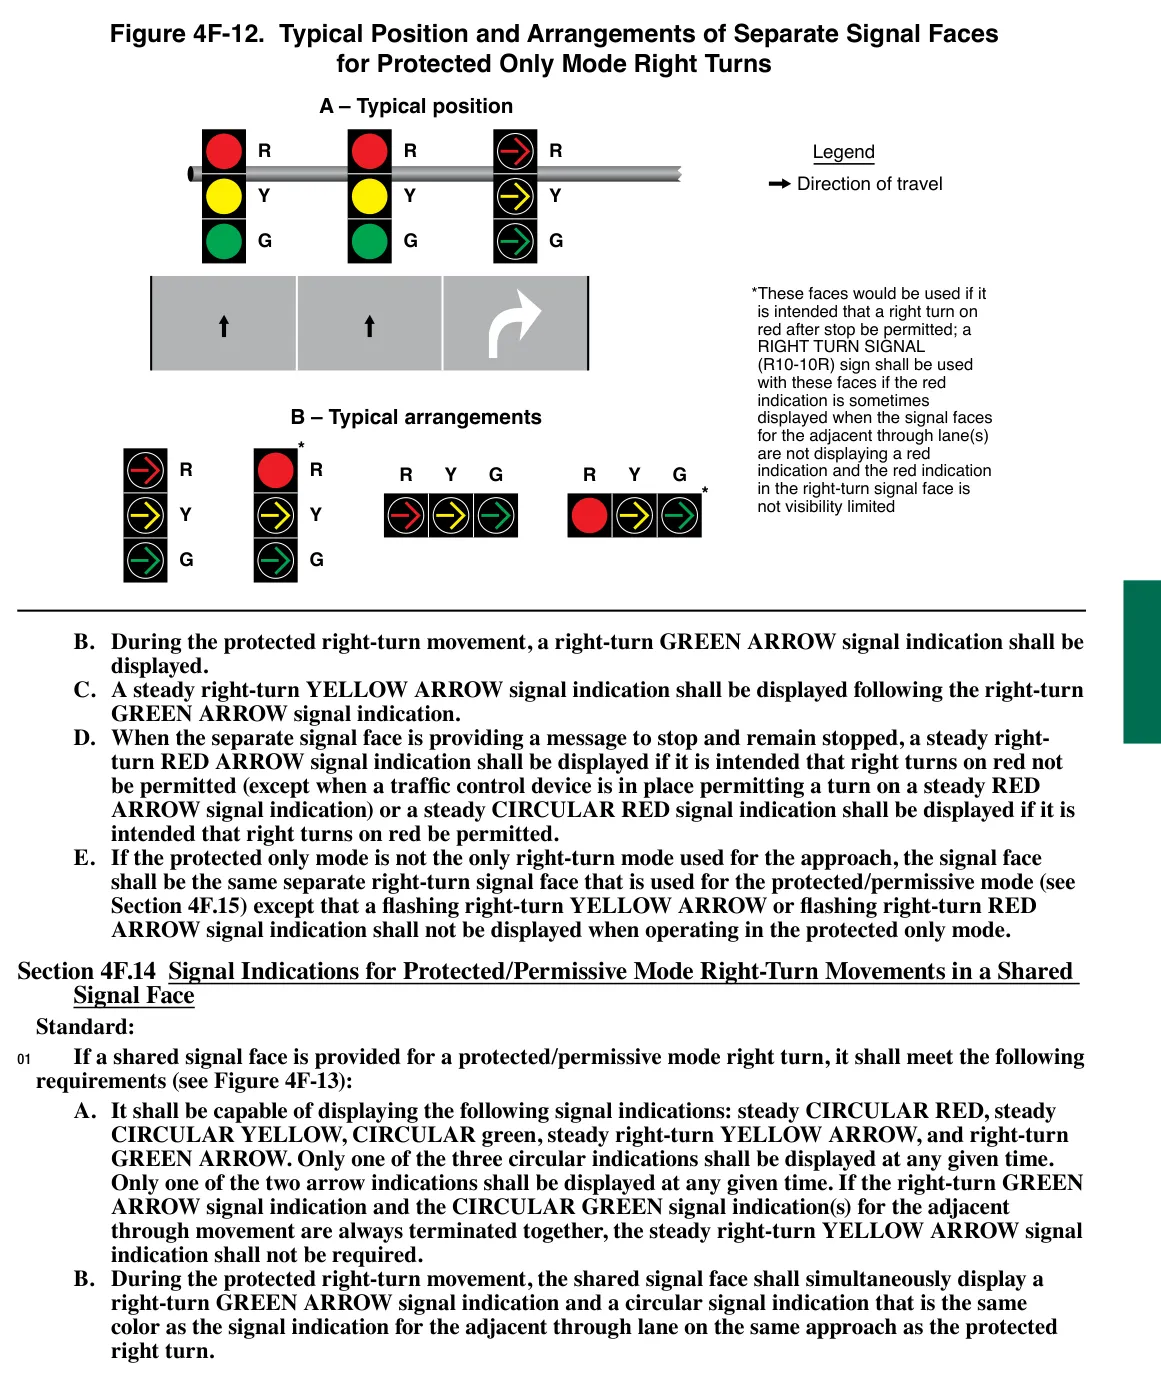 Figure 4F-12.  Typical Position and Arrangements of Separate Signal Faces
for Protected Only Mode Right Turns
A – Typical position
R R R
Y Y Y
G G G
Legend
Direction of travel
*These faces would be used if it
is intended that a right turn on
red after stop be permitted; a
RIGHT TURN SIGNAL
(R10-10R) sign shall be used
with these faces if the red
indication is sometimes
displayed when the signal faces
for the adjacent through lane(s)
are not displaying a red
indication and the red indication
in the right-turn signal face is
not visibility limited
B – Typical arrangements
*
R R
Y Y
G G
R Y G
R Y G
*
B. During the protected right-turn movement, a right-turn GREEN ARROW signal indication shall be
displayed.
C. A steady right-turn YELLOW ARROW signal indication shall be displayed following the right-turn
GREEN ARROW signal indication.
D. When the separate signal face is providing a message to stop and remain stopped, a steady right-
turn RED ARROW signal indication shall be displayed if it is intended that right turns on red not
be permitted (except when a traffic control device is in place permitting a turn on a steady RED
ARROW signal indication) or a steady CIRCULAR RED signal indication shall be displayed if it is
intended that right turns on red be permitted.
E. If the protected only mode is not the only right-turn mode used for the approach, the signal face
shall be the same separate right-turn signal face that is used for the protected/permissive mode (see
Section 4F.15) except that a flashing right-turn YELLOW ARROW or flashing right-turn RED
ARROW signal indication shall not be displayed when operating in the protected only mode.
Section 4F.14 Signal Indications for Protected/Permissive Mode Right-Turn Movements in a Shared
Signal Face
Standard:
01 If a shared signal face is provided for a protected/permissive mode right turn, it shall meet the following
requirements (see Figure 4F-13):
A. It shall be capable of displaying the following signal indications: steady CIRCULAR RED, steady
CIRCULAR YELLOW, CIRCULAR green, steady right-turn YELLOW ARROW, and right-turn
GREEN ARROW. Only one of the three circular indications shall be displayed at any given time.
Only one of the two arrow indications shall be displayed at any given time. If the right-turn GREEN
ARROW signal indication and the CIRCULAR GREEN signal indication(s) for the adjacent
through movement are always terminated together, the steady right-turn YELLOW ARROW signal
indication shall not be required.
B. During the protected right-turn movement, the shared signal face shall simultaneously display a
right-turn GREEN ARROW signal indication and a circular signal indication that is the same
color as the signal indication for the adjacent through lane on the same approach as the protected
right turn.